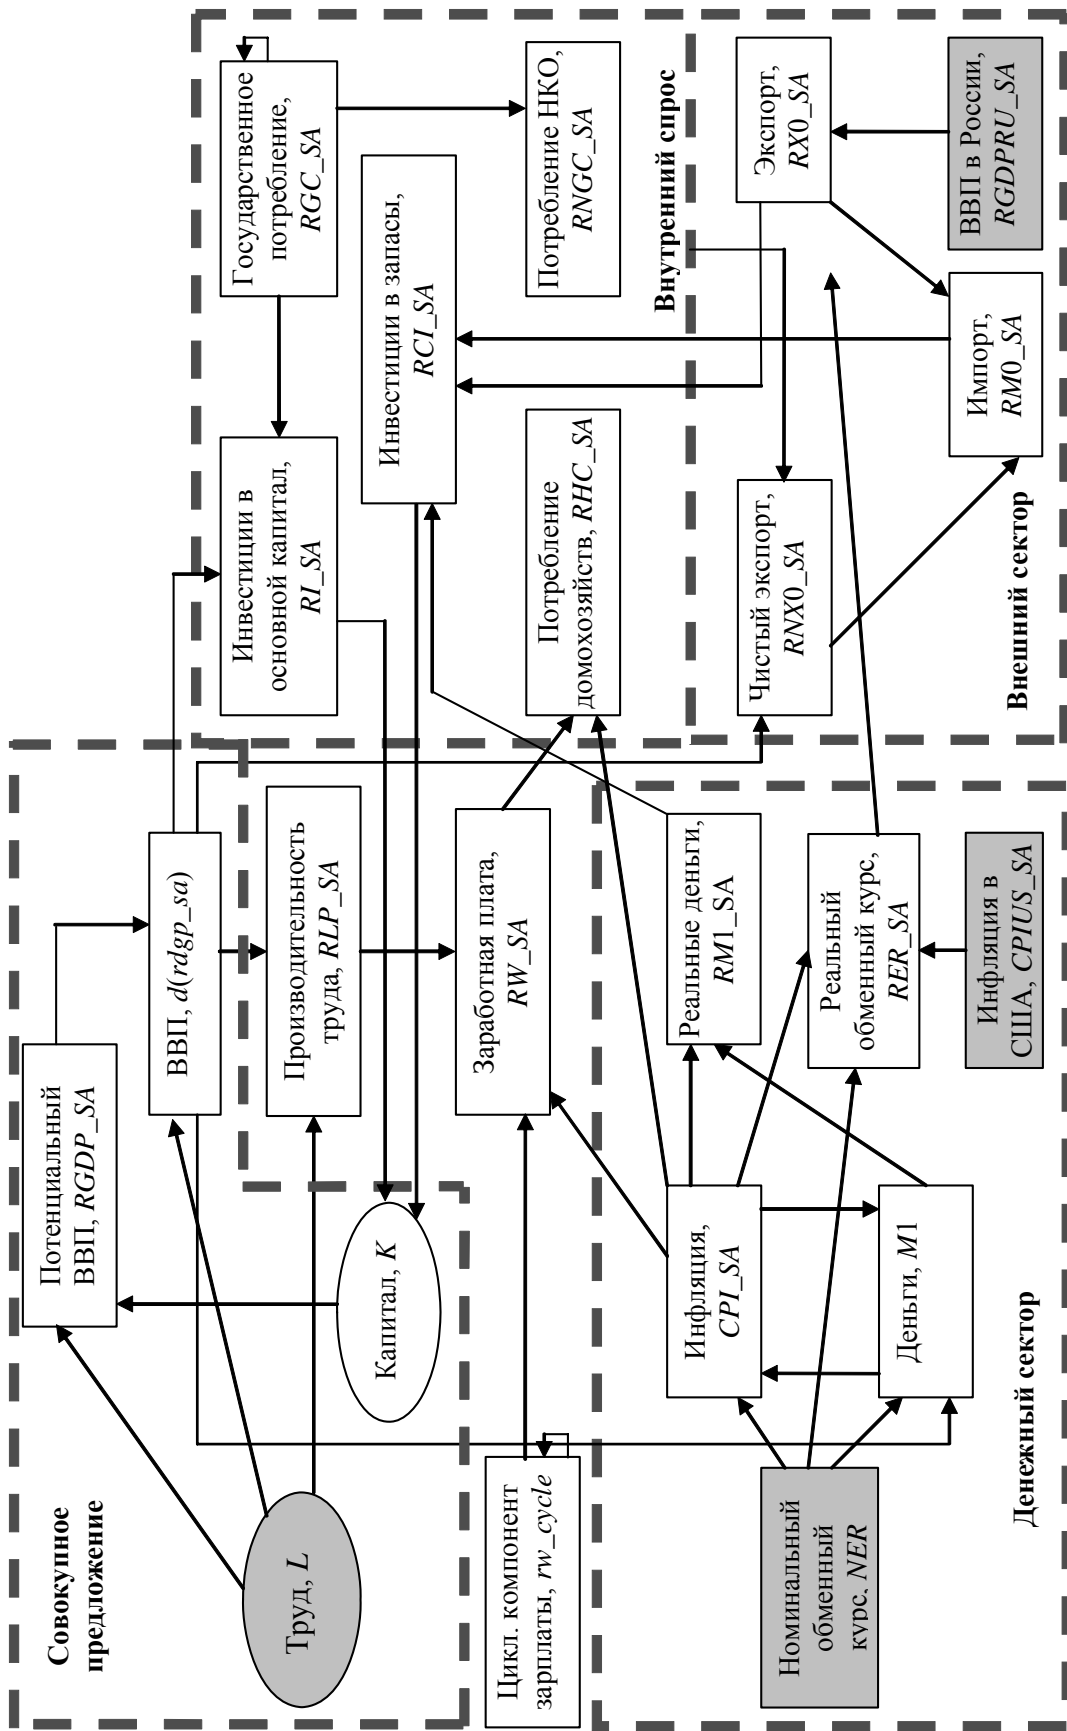 Совокупное
предложение
Труд, L
Потенциальный
ВВП, RGDP_SA
ВВП, d(rdgp_sa)
Производительность
труда, RLP_SA
Капитал, K
Заработная плата,
RW_SA
Цикл. компонент
зарплаты, rw_cycle
Государственное
потребление,
RGC_SA
Инвестиции в
основной капитал,
RI_SA
Инвестиции в запасы,
RCI_SA
Потребление НКО,
RNGC_SA
Потребление
домохозяйств, RHC_SA
Внутренний спрос
Экспорт,
RX0_SA
Чистый экспорт,
RNX0_SA
ВВП в России,
RGDPRU_SA
Импорт,
RM0_SA
Внешний сектор
Реальные деньги,
RM1_SA
Инфляция,
CPI_SA
Реальный
обменный курс,
RER_SA
Деньги, M1
Номинальный
обменный
курс. NER
Инфляция в
США, CPIUS_SA
Денежный сектор